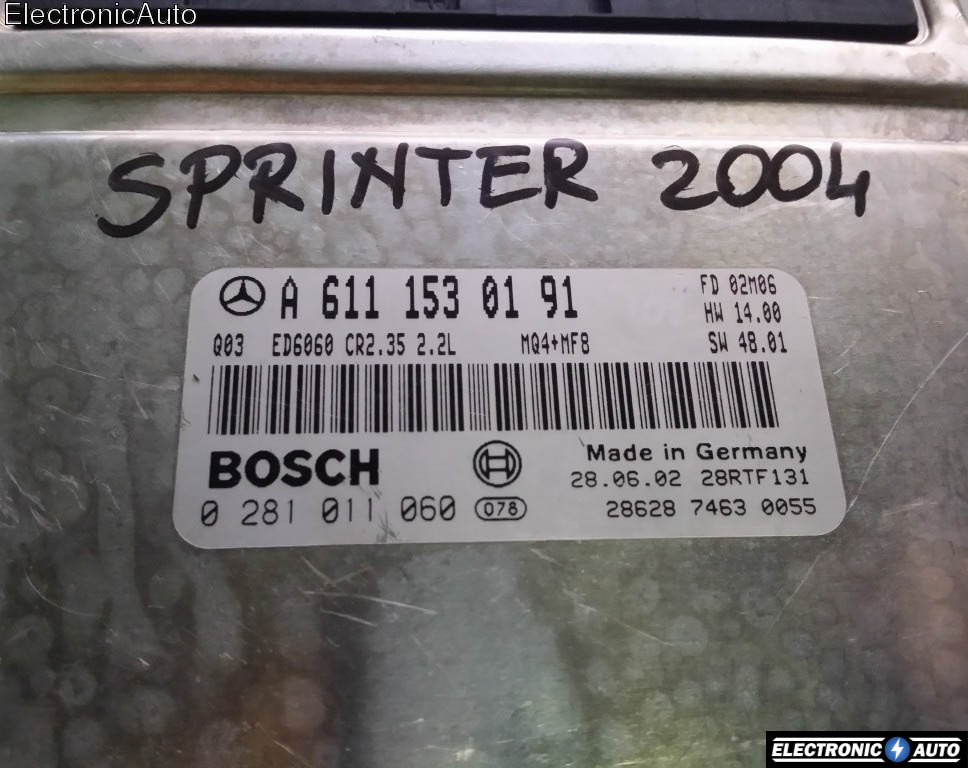 ElectronicAuto
SPRINTER 2004
A 611 153 01 91
FD 02M06
HW 14.00
Q03 ED6060 CR2.35 2.2L MQ4+MF8 SW 48.01
BOSCH
Made in Germany
28.06.02 28RTF131
0 281 011 060 078 28628 7463 0055
ELECTRONIC AUTO